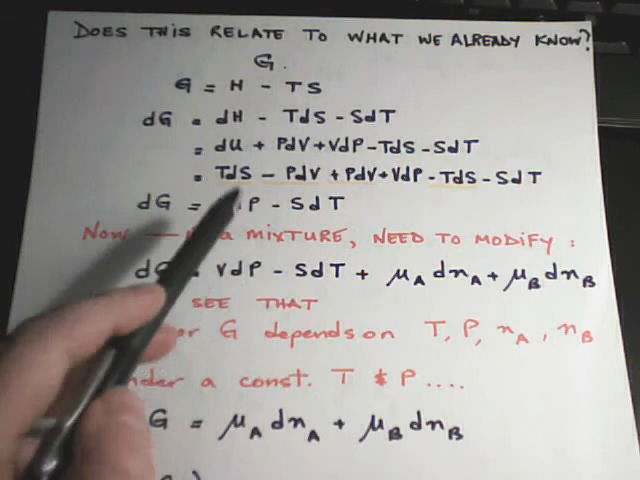 DOES THIS RELATE TO WHAT WE ALREADY KNOW?
G.
G = H - TS
dG = dH - TdS - SdT
= dU + PdV + VdP - TdS - SdT
= TdS - PdV + PdV + VdP - TdS - SdT
dG = P - SdT
Now a MIXTURE, NEED TO MODIFY :
= VdP - SdT + μA dnA + μB dnB
SEE THAT
G depends on T, P, nA, nB
a const. T & P ....
G = μA dnA + μB dnB